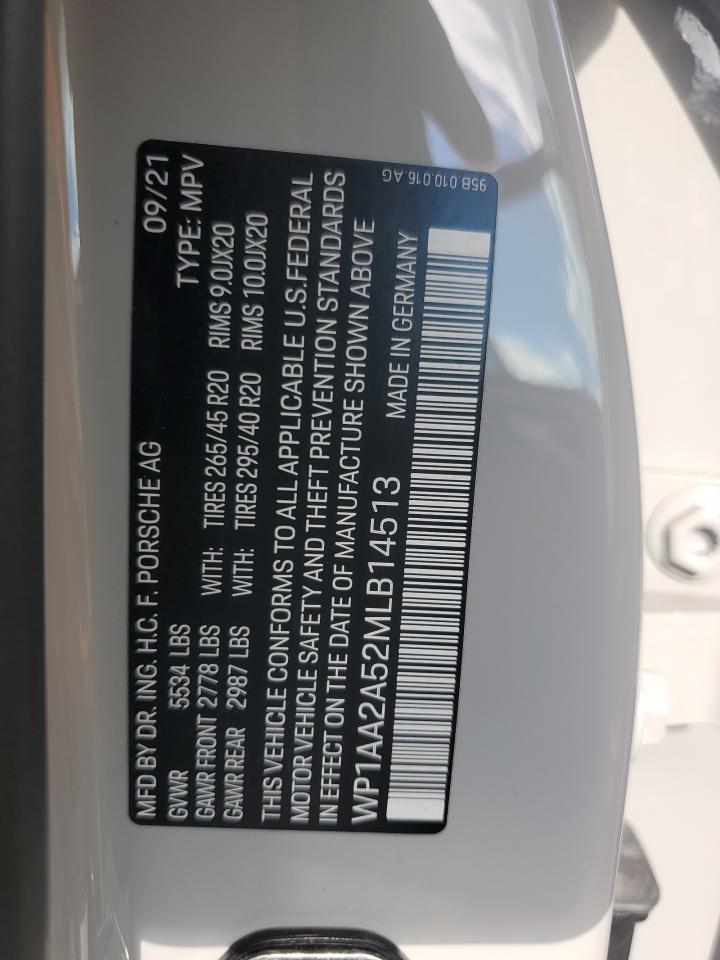 MFD BY DR. ING. H.C. F. PORSCHE AG 09/21
GVWR 5534 LBS TYPE: MPV
GAWR FRONT 2778 LBS WITH: TIRES 265/45 R20 RIMS 9.0JX20
GAWR REAR 2987 LBS WITH: TIRES 295/40 R20 RIMS 10.0JX20
THIS VEHICLE CONFORMS TO ALL APPLICABLE U.S.FEDERAL
MOTOR VEHICLE SAFETY AND THEFT PREVENTION STANDARDS
IN EFFECT ON THE DATE OF MANUFACTURE SHOWN ABOVE
WP1AA2A52MLB14513 MADE IN GERMANY
95B.010.016.AG